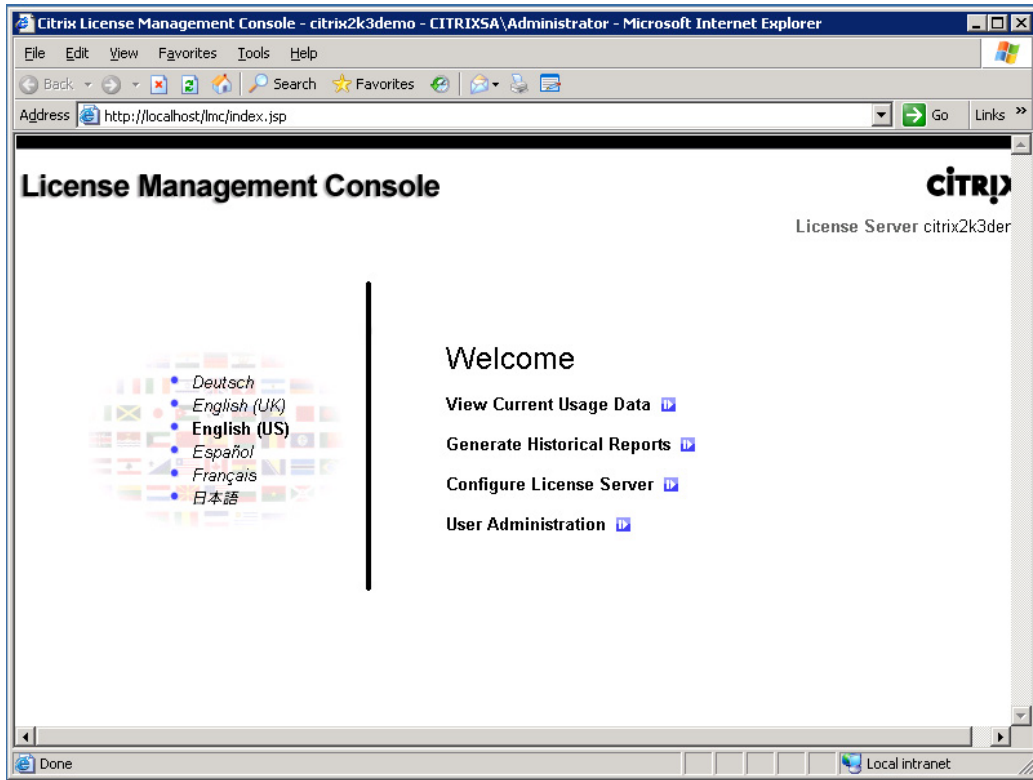 Citrix License Management Console - citrix2k3demo - CITRIXSA\Administrator - Microsoft Internet Explorer
File Edit View Favorites Tools Help
Back Search Favorites
Address http://localhost/lmc/index.jsp Go Links »
License Management Console
CITRIX
License Server citrix2k3der
Deutsch
English (UK)
English (US)
Español
Français
日本語
Welcome
View Current Usage Data
Generate Historical Reports
Configure License Server
User Administration
Done Local intranet